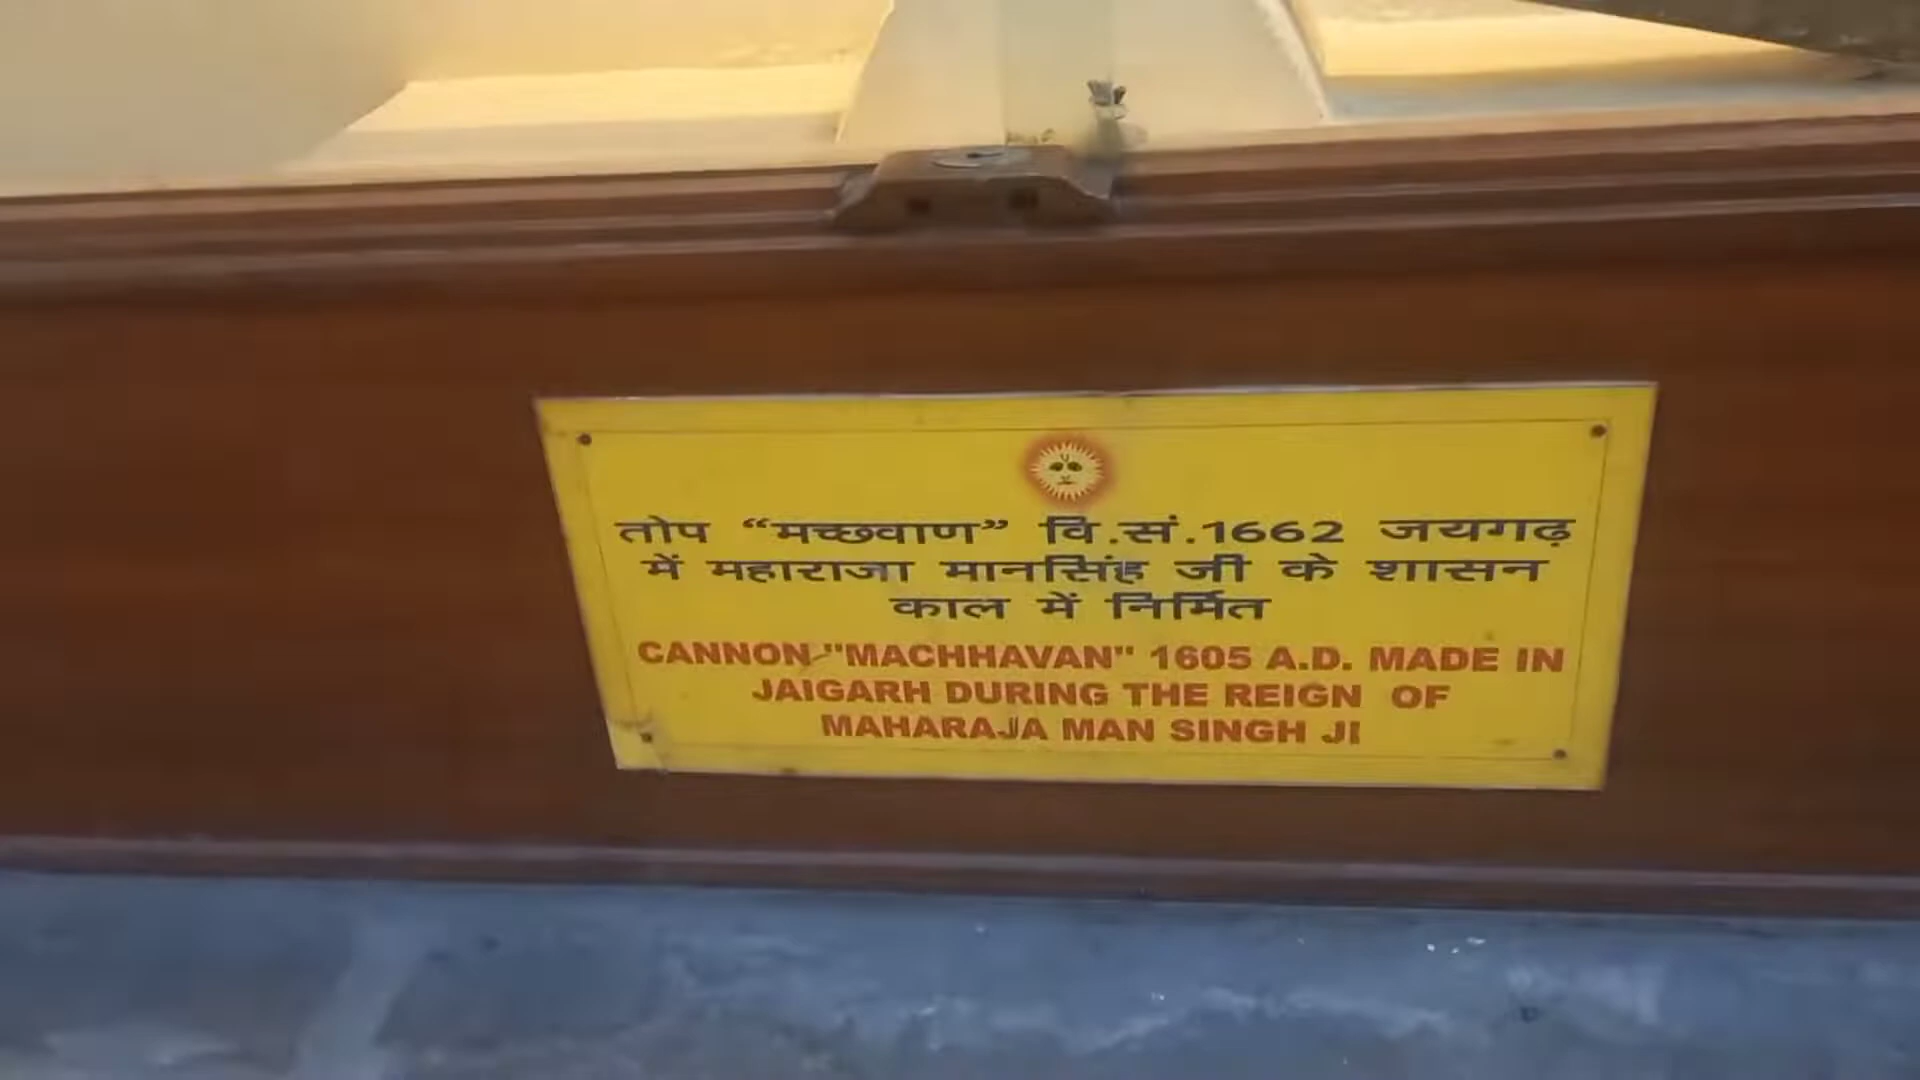 तोप “मच्छवाण” वि.सं.1662 जयगढ़
में महाराजा मानसिंह जी के शासन
काल में निर्मित
CANNON "MACHHAVAN" 1605 A.D. MADE IN
JAIGARH DURING THE REIGN OF
MAHARAJA MAN SINGH JI